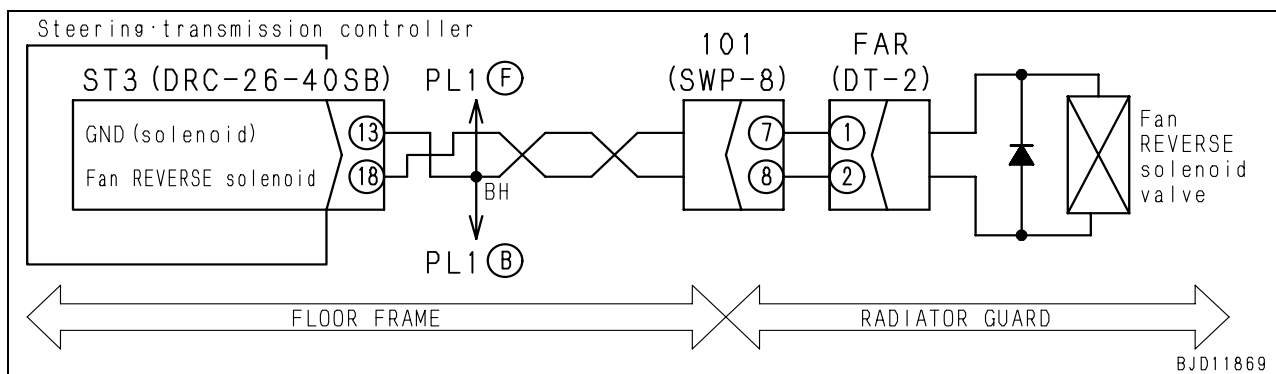 Steering·transmission controller
ST3 (DRC-26-40SB)
GND (solenoid)
Fan REVERSE solenoid
13
18
PL1 F
BH
PL1 B
101
(SWP-8)
7
8
FAR
(DT-2)
1
2
Fan
REVERSE
solenoid
valve
FLOOR FRAME
RADIATOR GUARD
BJD11869